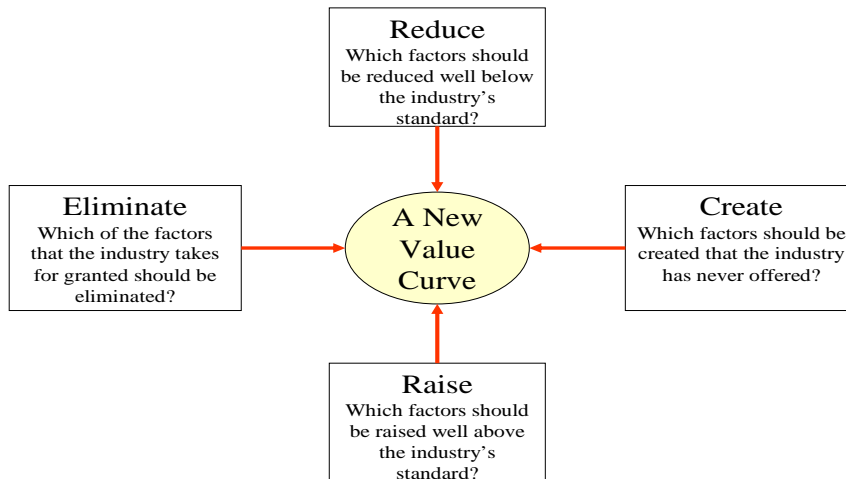 Reduce
Which factors should
be reduced well below
the industry's
standard?
Eliminate
Which of the factors
that the industry takes
for granted should be
eliminated?
A New
Value
Curve
Create
Which factors should be
created that the industry
has never offered?
Raise
Which factors should
be raised well above
the industry's
standard?